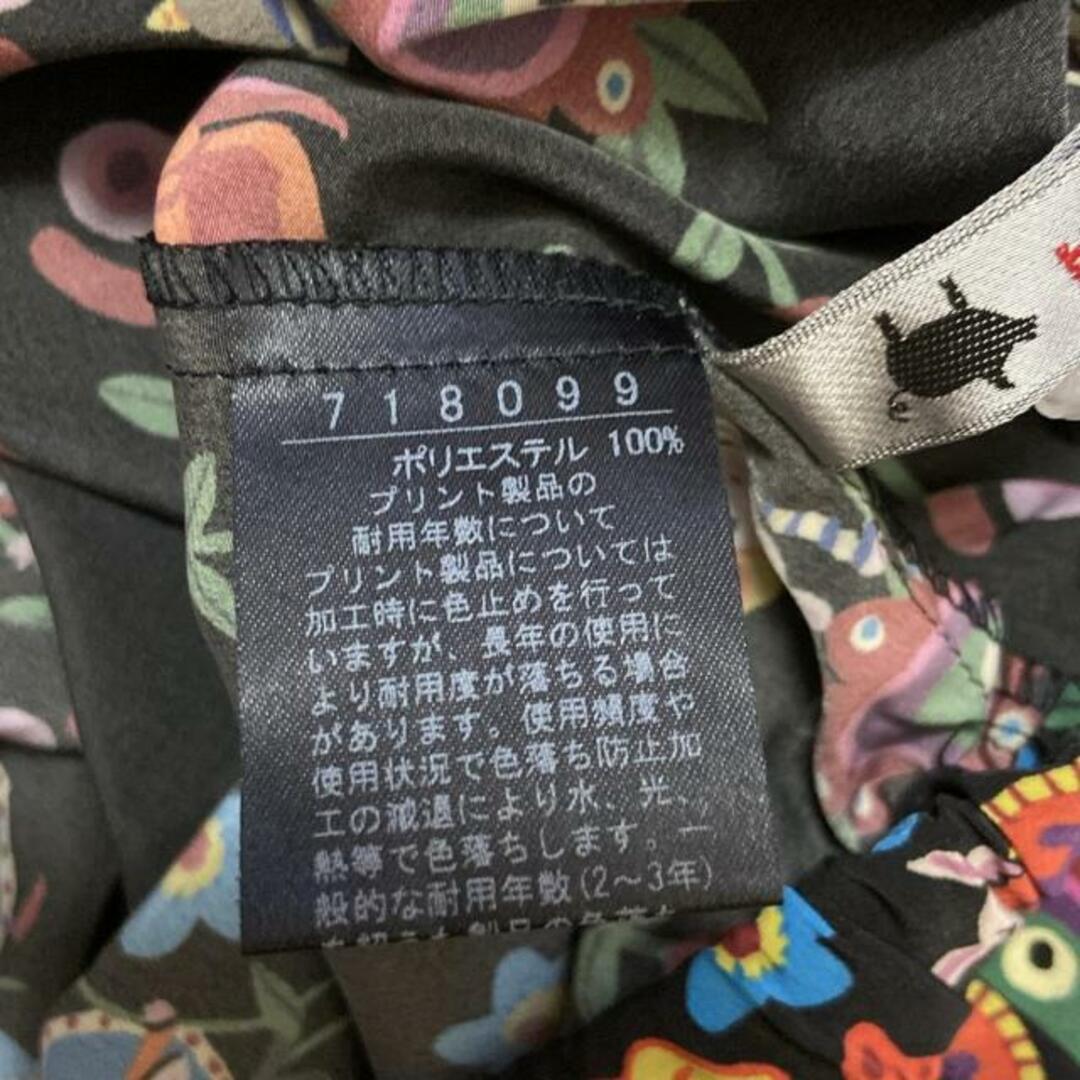 718099
ポリエステル 100%
プリント製品の
耐用年数について
プリント製品については
加工時に色止めを行って
いますが、長年の使用に
より耐用度が落ちる場合
があります。使用頻度や
使用状況で色落ち防止加
工の減退により水、光、
熱等で色落ちします。一
般的な耐用年数(2～3年)